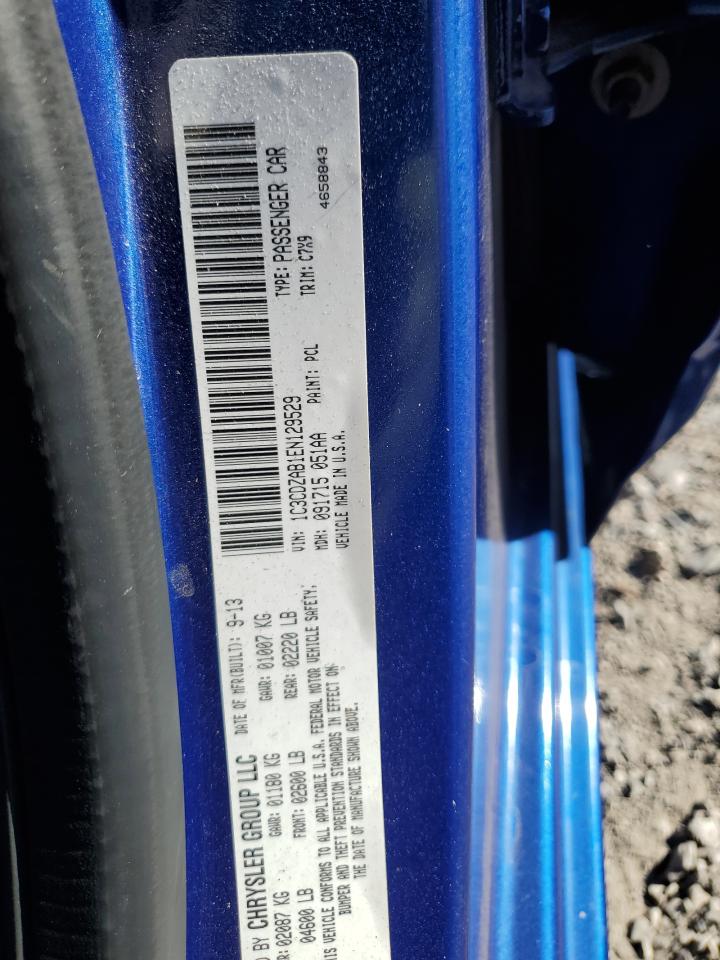 D BY CHRYSLER GROUP LLC DATE OF MFR(BUILT): 9-13
R: 02087 KG GAWR: 01180 KG GAWR: 01007 KG
04600 LB FRONT: 02600 LB REAR: 02220 LB
HIS VEHICLE CONFORMS TO ALL APPLICABLE U.S.A. FEDERAL MOTOR VEHICLE SAFETY,
BUMPER AND THEFT PREVENTION STANDARDS IN EFFECT ON
THE DATE OF MANUFACTURE SHOWN ABOVE.
VIN: 1C3CDZAB1EN129529 TYPE: PASSENGER CAR
MDH: 091715 051AA PAINT: PCL TRIM: C7X9
VEHICLE MADE IN U.S.A. 4658843